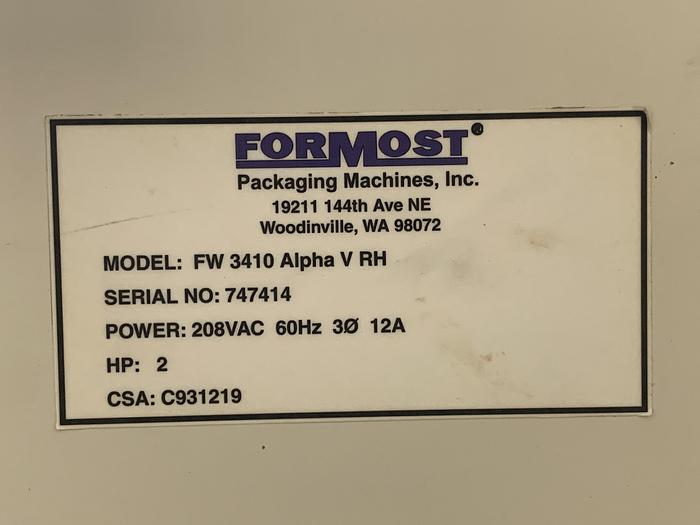 FORMOST®
Packaging Machines, Inc.
19211 144th Ave NE
Woodinville, WA 98072
MODEL: FW 3410 Alpha V RH
SERIAL NO: 747414
POWER: 208VAC 60Hz 3Ø 12A
HP: 2
CSA: C931219